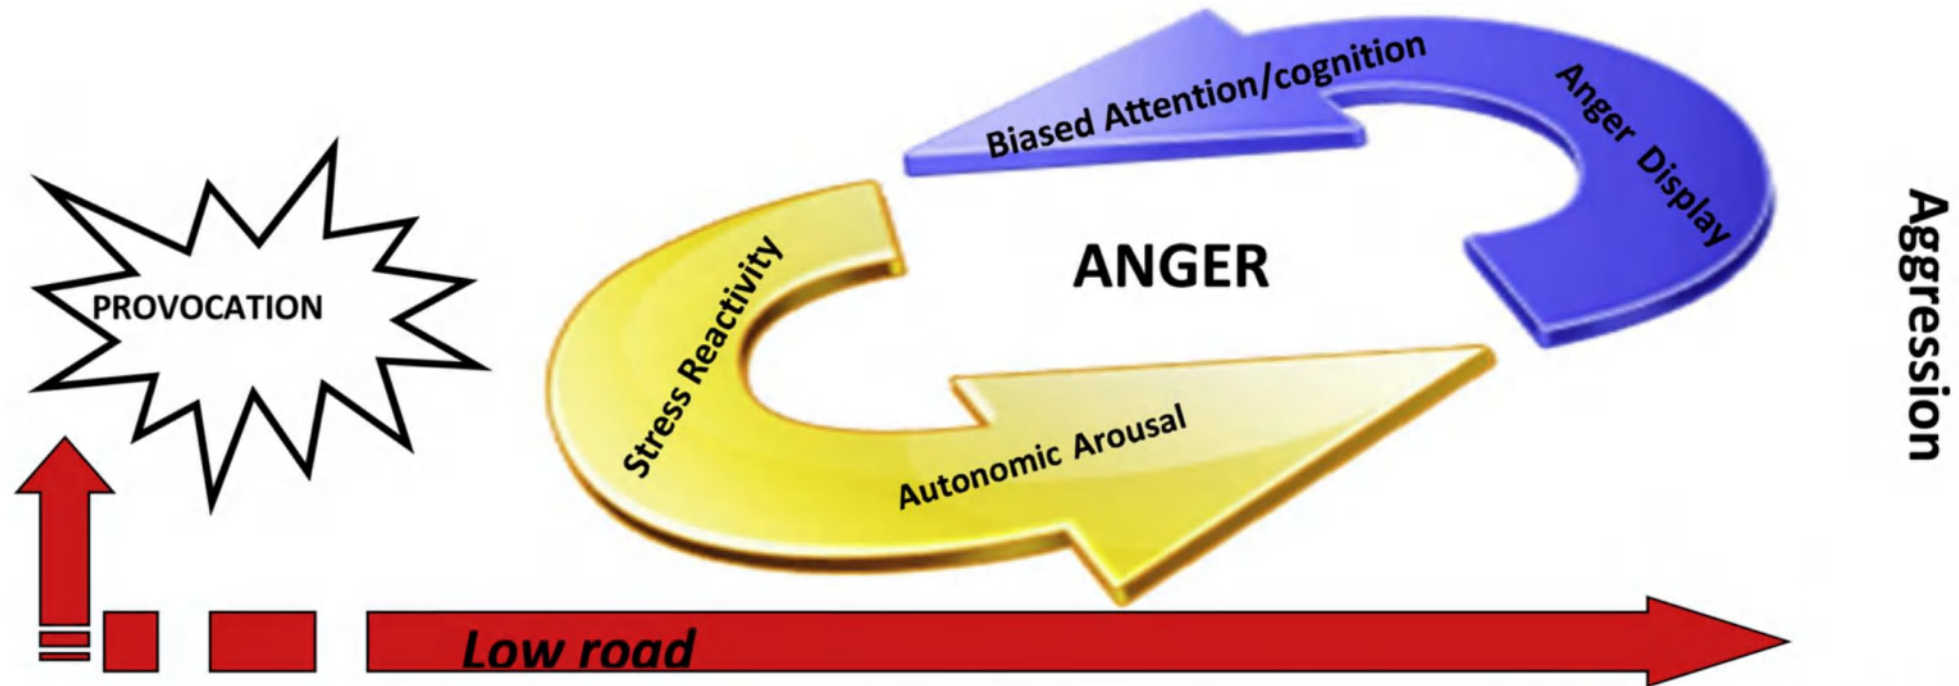 Biased Attention/cognition
Anger Display
PROVOCATION
ANGER
Stress Reactivity
Autonomic Arousal
Aggression
Low road